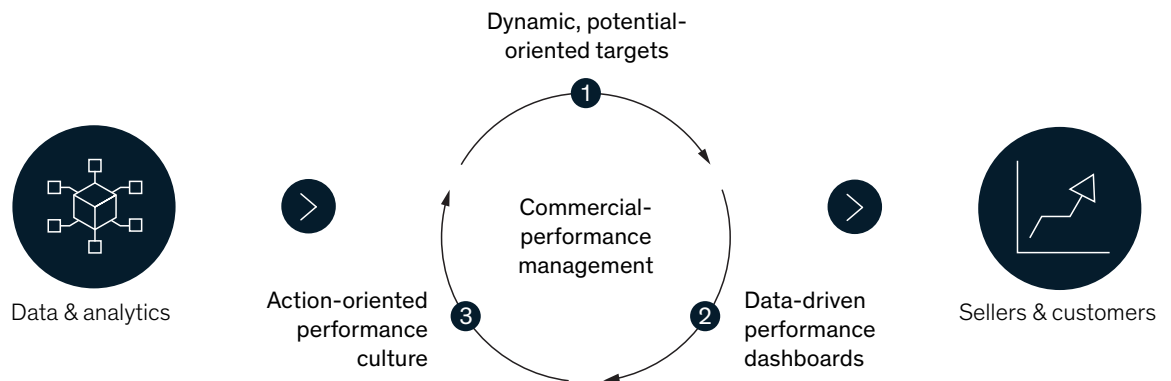 Dynamic, potential-
oriented targets
1
Commercial-
performance
management
Data & analytics
Action-oriented
performance
culture
3
2
Data-driven
performance
dashboards
Sellers & customers